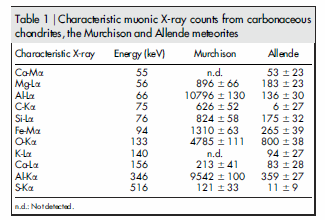 Table 1 | Characteristic muonic X-ray counts from carbonaceous
chondrites, the Murchison and Allende meteorites
Characteristic X-ray Energy (keV) Murchison Allende
Ca-Mα 55 n.d. 53 ± 23
Mg-Lα 56 896 ± 66 183 ± 23
Al-Lα 66 10796 ± 130 136 ± 30
C-Kα 75 626 ± 52 6 ± 27
Si-Lα 76 824 ± 58 175 ± 32
Fe-Mα 94 1310 ± 63 265 ± 39
O-Kα 133 4785 ± 111 800 ± 38
K-Lα 140 n.d. 94 ± 27
Ca-Lα 156 213 ± 41 83 ± 28
Al-Kα 346 9542 ± 100 359 ± 27
S-Kα 516 121 ± 33 11 ± 9
n.d.: Not detected.